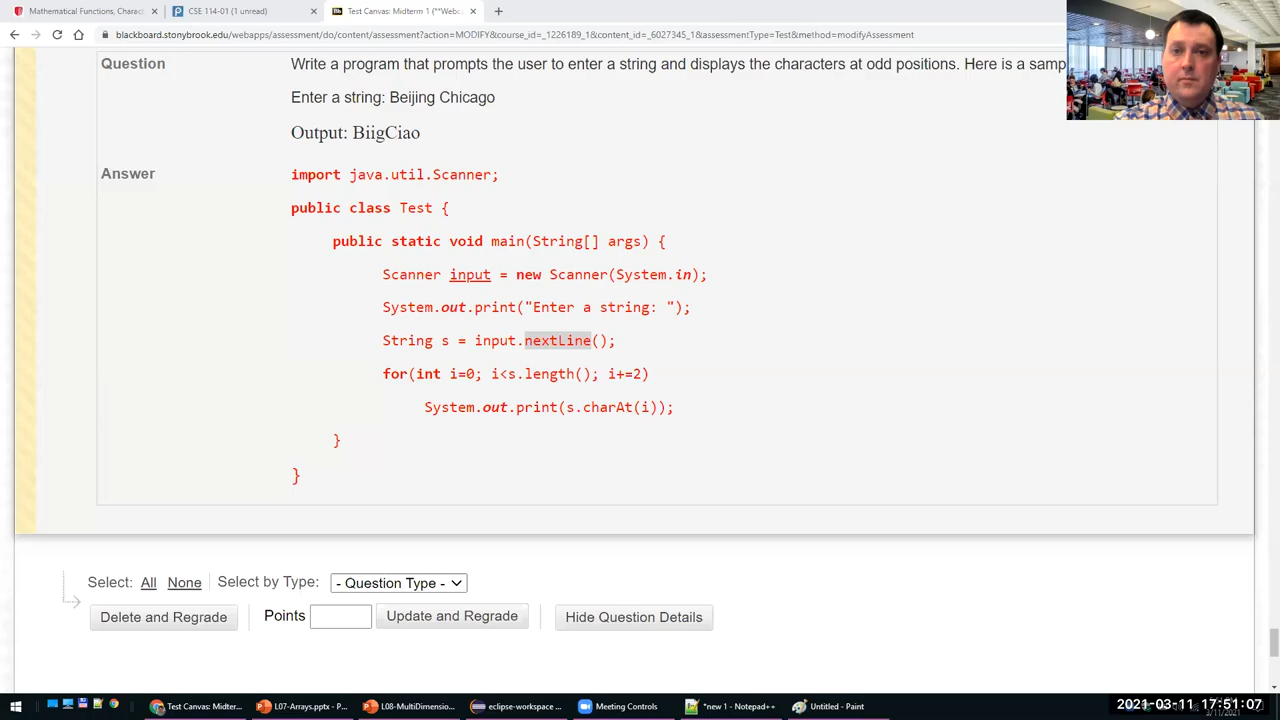 Mathematical Functions, Charact
CSE 114-01 (1 unread)
Test Canvas: Midterm 1 (**Webc
blackboard.stonybrook.edu/webapps/assessment/do/content/assessment?action=MODIFY&course_id=_1226189_1&content_id=_6027345_1&assessmentType=Test&method=modifyAssessment
Question
Write a program that prompts the user to enter a string and displays the characters at odd positions. Here is a samp
Enter a string: Beijing Chicago
Output: BiigCiao
Answer
import java.util.Scanner;
public class Test {
public static void main(String[] args) {
Scanner input = new Scanner(System.in);
System.out.print("Enter a string: ");
String s = input.nextLine();
for(int i=0; i<s.length(); i+=2)
System.out.print(s.charAt(i));
}
}
Select: All None Select by Type: - Question Type -
Delete and Regrade Points Update and Regrade Hide Question Details
Test Canvas: Midter... L07-Arrays.pptx - P... L08-MultiDimensio... eclipse-workspace ... Meeting Controls *new 1 - Notepad++ Untitled - Paint
2021-03-11 17:51:07
3/11/2021